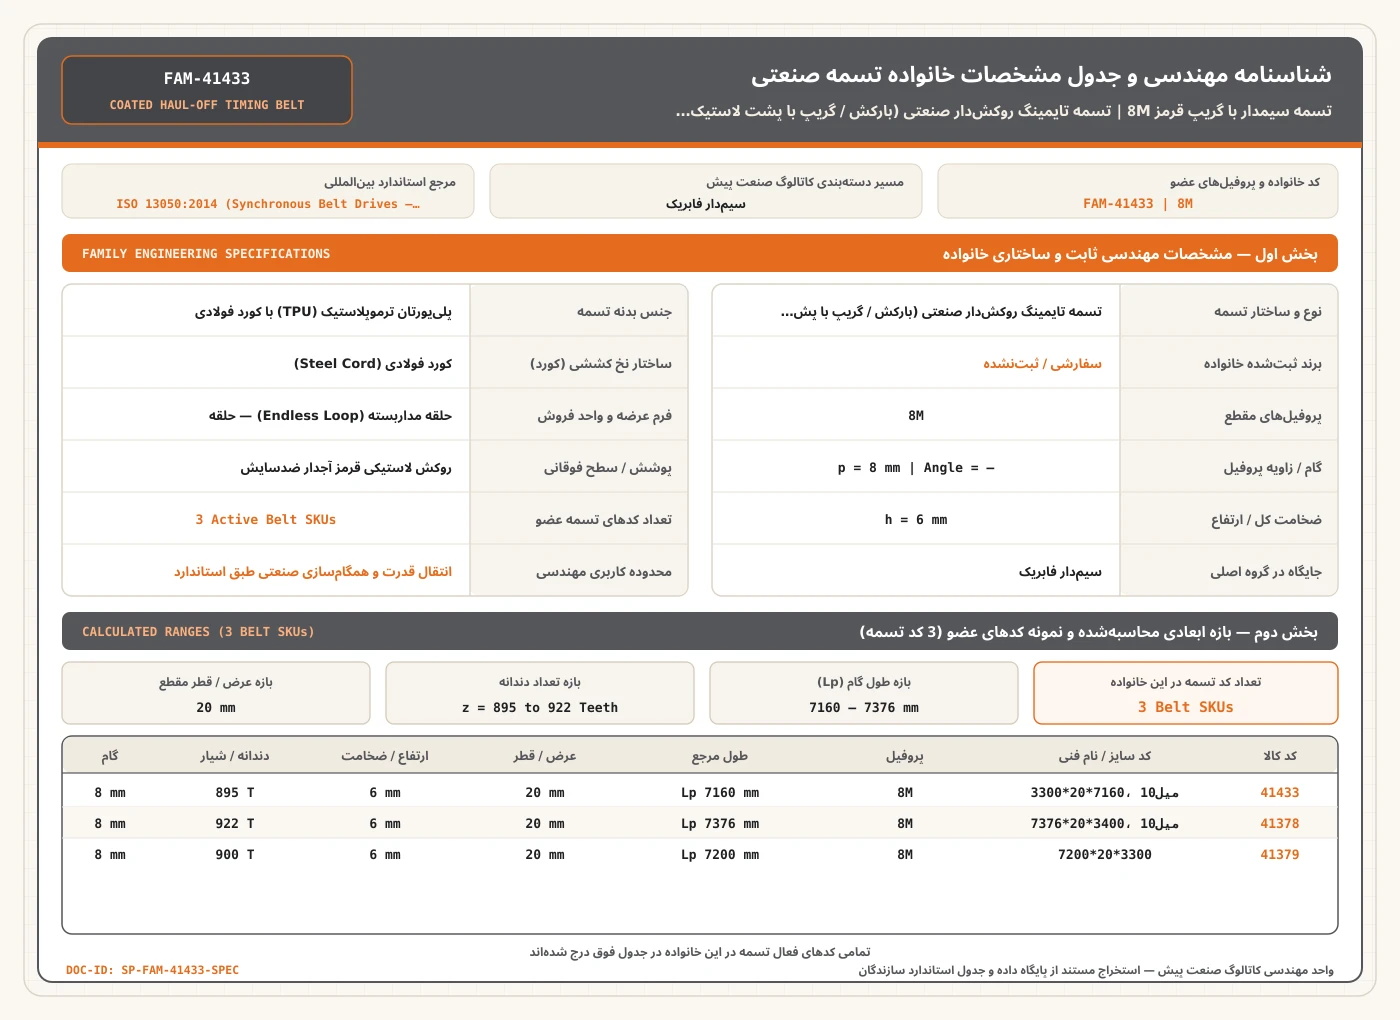 شناسنامه مهندسی و جدول مشخصات خانواده تسمه صنعتی
تسمه سیمدار با گریپ قرمز 8M | تسمه تایمینگ روکش‌دار صنعتی (بارکش / گریپ با پشت لاستیک...
FAM-41433
COATED HAUL-OFF TIMING BELT
کد خانواده و پروفیل‌های عضو
FAM-41433 | 8M
مسیر دسته‌بندی کاتالوگ صنعت پیش
سیم‌دار فابریک
مرجع استاندارد بین‌المللی
ISO 13050:2014 (Synchronous Belt Drives —…
بخش اول — مشخصات مهندسی ثابت و ساختاری خانواده
FAMILY ENGINEERING SPECIFICATIONS
نوع و ساختار تسمه
تسمه تایمینگ روکش‌دار صنعتی (بارکش / گریپ با پش...
برند ثبت‌شده خانواده
سفارشی / ثبت‌نشده
پروفیل‌های مقطع
8M
گام / زاویه پروفیل
p = 8 mm | Angle = —
ضخامت کل / ارتفاع
h = 6 mm
جایگاه در گروه اصلی
سیم‌دار فابریک
جنس بدنه تسمه
پلی‌یورتان ترموپلاستیک (TPU) با کورد فولادی
ساختار نخ کششی (کورد)
کورد فولادی (Steel Cord)
فرم عرضه و واحد فروش
حلقه مداربسته (Endless Loop) — حلقه
پوشش / سطح فوقانی
روکش لاستیکی قرمز آجدار ضدسایش
تعداد کدهای تسمه عضو
3 Active Belt SKUs
محدوده کاربری مهندسی
انتقال قدرت و همگام‌سازی صنعتی طبق استاندارد
بخش دوم — بازه ابعادی محاسبه‌شده و نمونه کدهای عضو (3 کد تسمه)
CALCULATED RANGES (3 BELT SKUs)
تعداد کد تسمه در این خانواده
3 Belt SKUs
بازه طول گام (Lp)
7160 – 7376 mm
بازه تعداد دندانه
z = 895 to 922 Teeth
بازه عرض / قطر مقطع
20 mm
کد کالا	کد سایز / نام فنی	پروفیل	طول مرجع	عرض / قطر	ارتفاع / ضخامت	دندانه / شیار	گام
41433	3300*20*7160، 10میل	8M	Lp 7160 mm	20 mm	6 mm	895 T	8 mm
41378	7376*20*3400، 10میل	8M	Lp 7376 mm	20 mm	6 mm	922 T	8 mm
41379	7200*20*3300	8M	Lp 7200 mm	20 mm	6 mm	900 T	8 mm
تمامی کدهای فعال تسمه در این خانواده در جدول فوق درج شده‌اند
واحد مهندسی کاتالوگ صنعت پیش — استخراج مستند از پایگاه داده و جدول استاندارد سازندگان
DOC-ID: SP-FAM-41433-SPEC